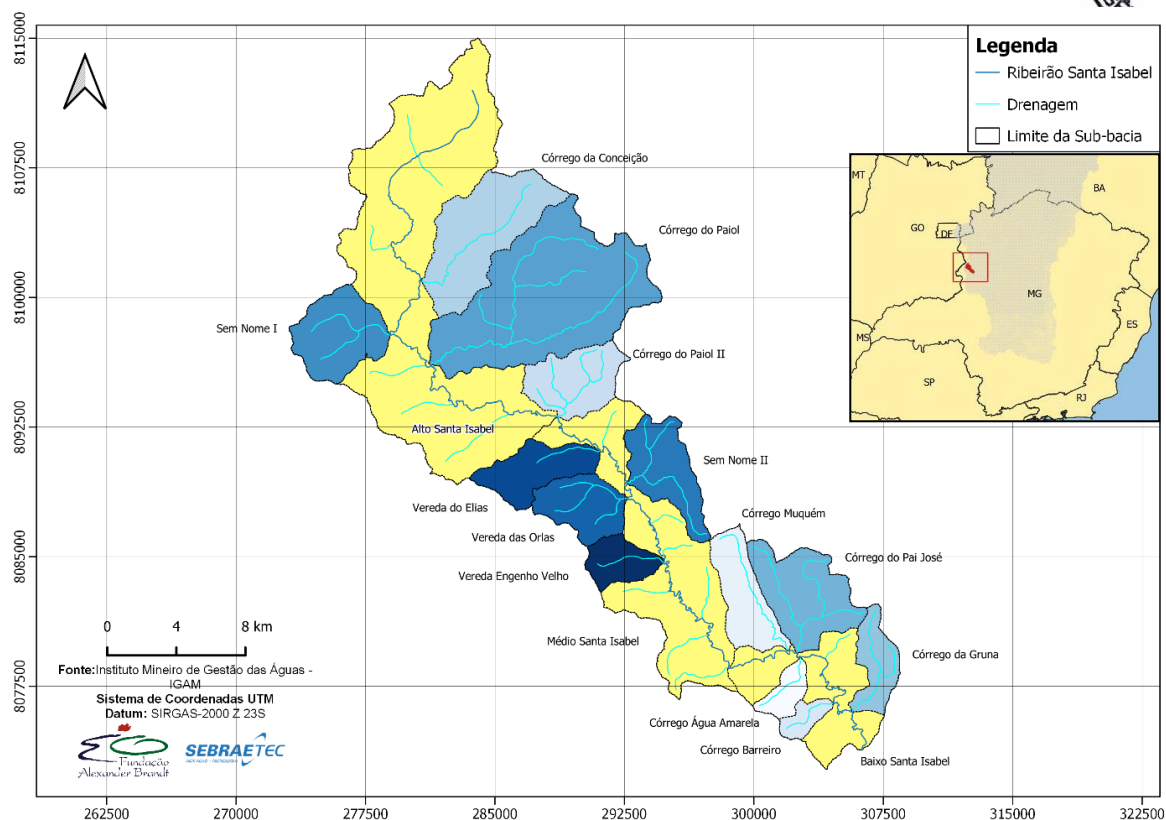 8115000
8107500
8100000
8092500
8085000
8077500
Legenda
Ribeirão Santa Isabel
Drenagem
Limite da Sub-bacia
MT
BA
GO
DF
MG
ES
MS
SP
RJ
Córrego da Conceição
Córrego do Paiol
Sem Nome I
Córrego do Paiol II
Alto Santa Isabel
Sem Nome II
Vereda do Elias
Córrego Muquém
Vereda das Orlas
Córrego do Pai José
Vereda Engenho Velho
Médio Santa Isabel
Córrego da Gruna
Córrego Água Amarela
Córrego Barreiro
Baixo Santa Isabel
0 4 8 km
Fonte:Instituto Mineiro de Gestão das Águas -
IGAM
Sistema de Coordenadas UTM
Datum: SIRGAS-2000 Z 23S
Fundação
Alexander Brandt
SEBRAETEC
262500 270000 277500 285000 292500 300000 307500 315000 322500